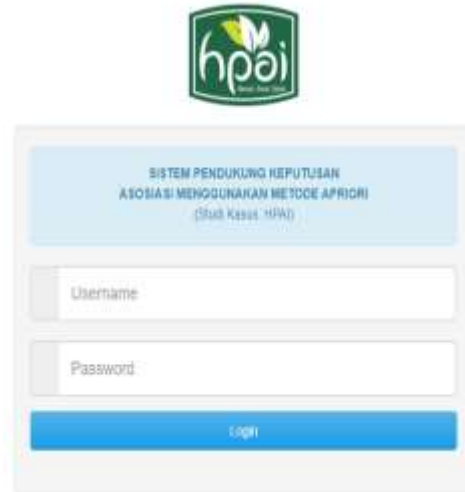 hpai
SISTEM PENDUKUNG KEPUTUSAN
ASOSIASI MENGGUNAKAN METODE APRIORI
(Studi Kasus: HPAI)
Username
Password
Login